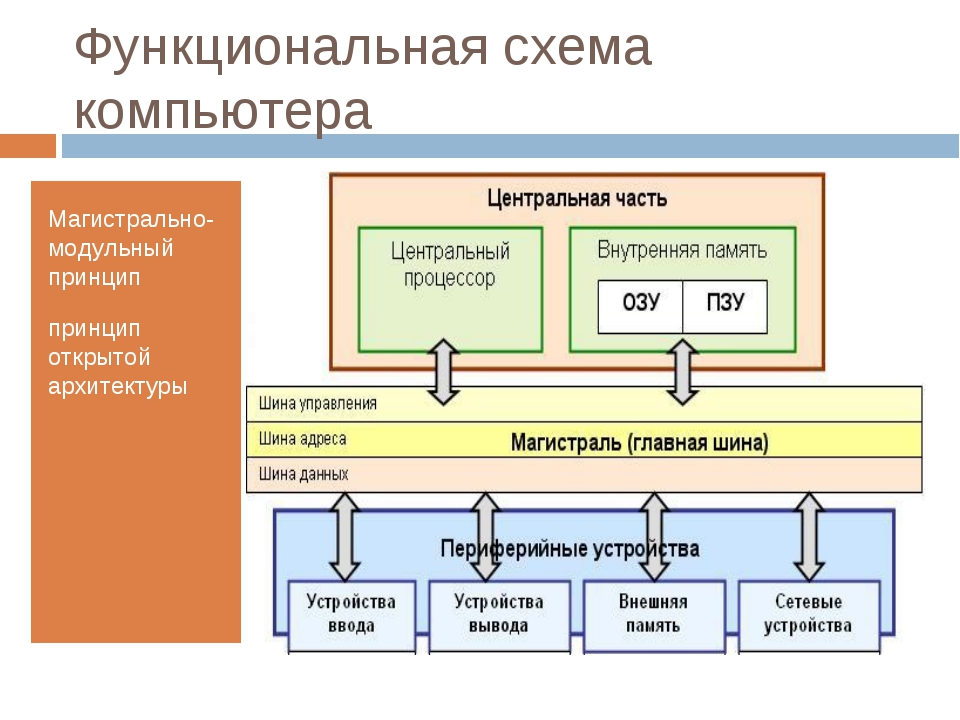 Функциональная схема
компьютера
Магистрально-
модульный
принцип
принцип
открытой
архитектуры
Центральная часть
Центральный
процессор
Внутренняя память
ОЗУ ПЗУ
Шина управления
Шина адреса
Магистраль (главная шина)
Шина данных
Периферийные устройства
Устройства
ввода
Устройства
вывода
Внешняя
память
Сетевые
устройства